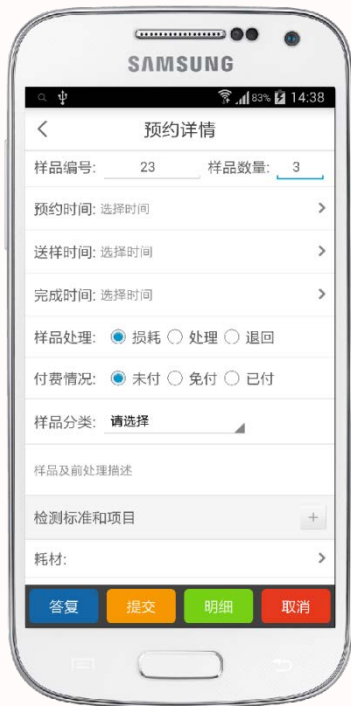 SAMSUNG
83% 14:38
预约详情
样品编号: 23 样品数量: 3
预约时间: 选择时间
送样时间: 选择时间
完成时间: 选择时间
样品处理: 损耗 处理 退回
付费情况: 未付 免付 已付
样品分类: 请选择
样品及前处理描述
检测标准和项目 +
耗材:
答复 提交 明细 取消